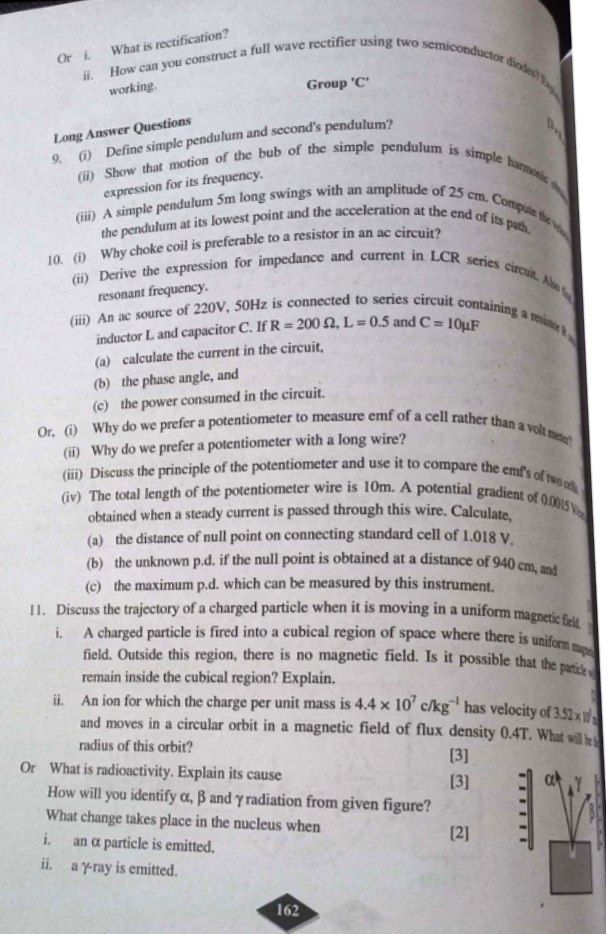 Or i. What is rectification?
ii. How can you construct a full wave rectifier using two semiconductor diodes?
working.
Group 'C'
Long Answer Questions
9. (i) Define simple pendulum and second's pendulum?
(ii) Show that motion of the bub of the simple pendulum is simple harmonic
expression for its frequency.
(iii) A simple pendulum 5m long swings with an amplitude of 25 cm. Compute the
the pendulum at its lowest point and the acceleration at the end of its path.
10. (i) Why choke coil is preferable to a resistor in an ac circuit?
(ii) Derive the expression for impedance and current in LCR series circuit. Also
resonant frequency.
(iii) An ac source of 220V, 50Hz is connected to series circuit containing a resistor R
inductor L and capacitor C. If R = 200 Ω, L = 0.5 and C = 10μF
(a) calculate the current in the circuit,
(b) the phase angle, and
(c) the power consumed in the circuit.
Or, (i) Why do we prefer a potentiometer to measure emf of a cell rather than a volt meter?
(ii) Why do we prefer a potentiometer with a long wire?
(iii) Discuss the principle of the potentiometer and use it to compare the emf's of two cells
(iv) The total length of the potentiometer wire is 10m. A potential gradient of 0.0015
obtained when a steady current is passed through this wire. Calculate,
(a) the distance of null point on connecting standard cell of 1.018 V.
(b) the unknown p.d. if the null point is obtained at a distance of 940 cm, and
(c) the maximum p.d. which can be measured by this instrument.
11. Discuss the trajectory of a charged particle when it is moving in a uniform magnetic field.
i. A charged particle is fired into a cubical region of space where there is uniform
field. Outside this region, there is no magnetic field. Is it possible that the particle
remain inside the cubical region? Explain.
ii. An ion for which the charge per unit mass is 4.4 × 10⁷ c/kg⁻¹ has velocity of 3.52 ×
and moves in a circular orbit in a magnetic field of flux density 0.4T. What will be
radius of this orbit? [3]
Or What is radioactivity. Explain its cause [3]
How will you identify α, β and γ radiation from given figure?
What change takes place in the nucleus when [2]
i. an α particle is emitted.
ii. a γ-ray is emitted.
α γ β
162